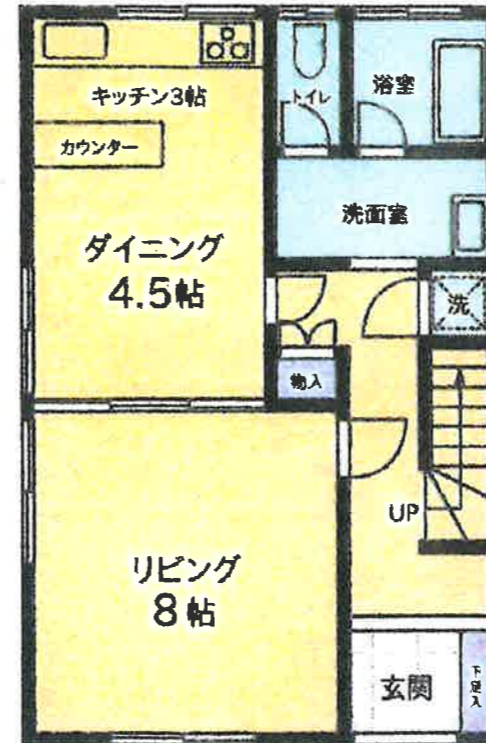 キッチン3帖
トイレ
浴室
カウンター
洗面室
ダイニング
4.5帖
洗
物入
UP
リビング
8帖
玄関
下足入